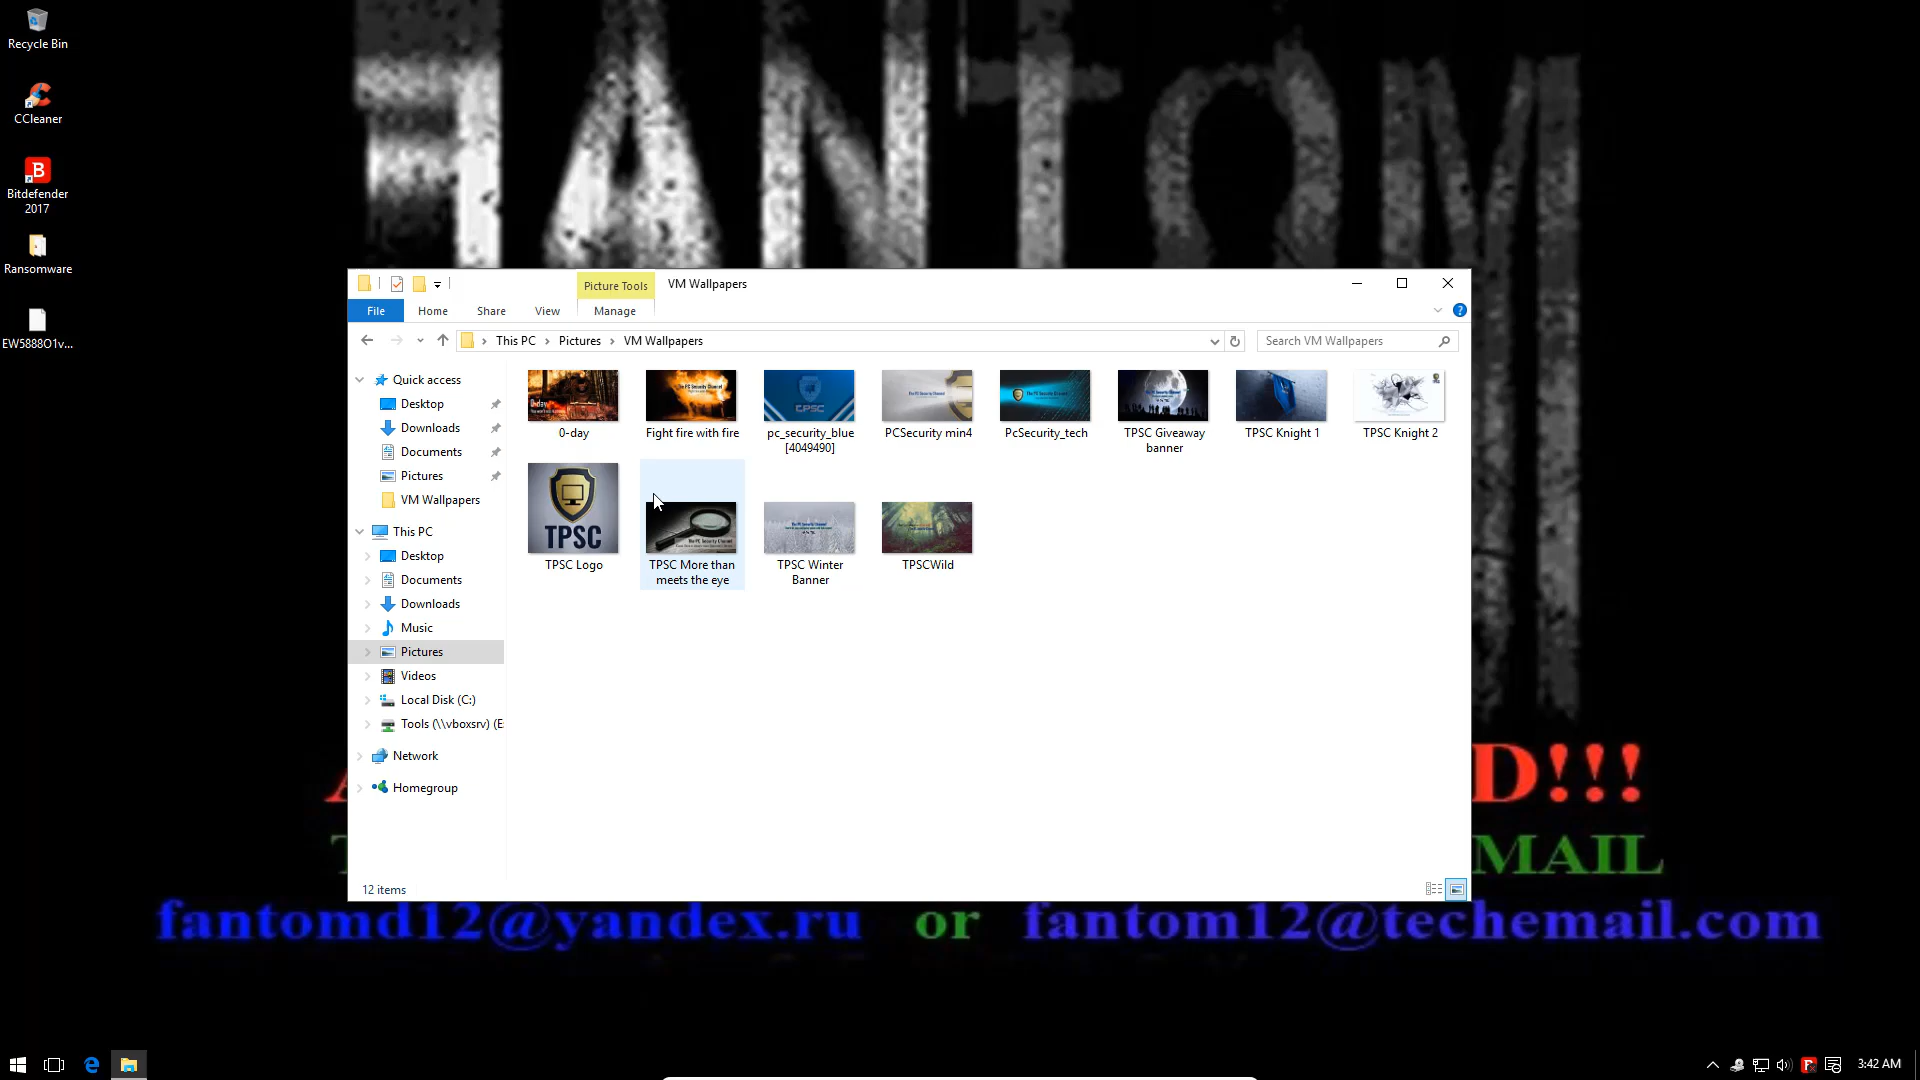 FANTOM
Recycle Bin
CCleaner
Bitdefender
2017
Ransomware
EW5888O1v...
Picture Tools
VM Wallpapers
File
Home
Share
View
Manage
This PC
Pictures
VM Wallpapers
Search VM Wallpapers
Quick access
Desktop
Downloads
Documents
Pictures
VM Wallpapers
This PC
Desktop
Documents
Downloads
Music
Pictures
Videos
Local Disk (C:)
Tools (\\vboxsrv) (E
Network
Homegroup
0-day
Fight fire with fire
pc_security_blue
[4049490]
PCSecurity min4
PcSecurity_tech
TPSC Giveaway
banner
TPSC Knight 1
TPSC Knight 2
TPSC
TPSC
TPSC Logo
TPSC More than
meets the eye
TPSC Winter
Banner
TPSCWild
12 items
D!!!
MAIL
fantomd12@yandex.ru or fantom12@techemail.com
3:42 AM